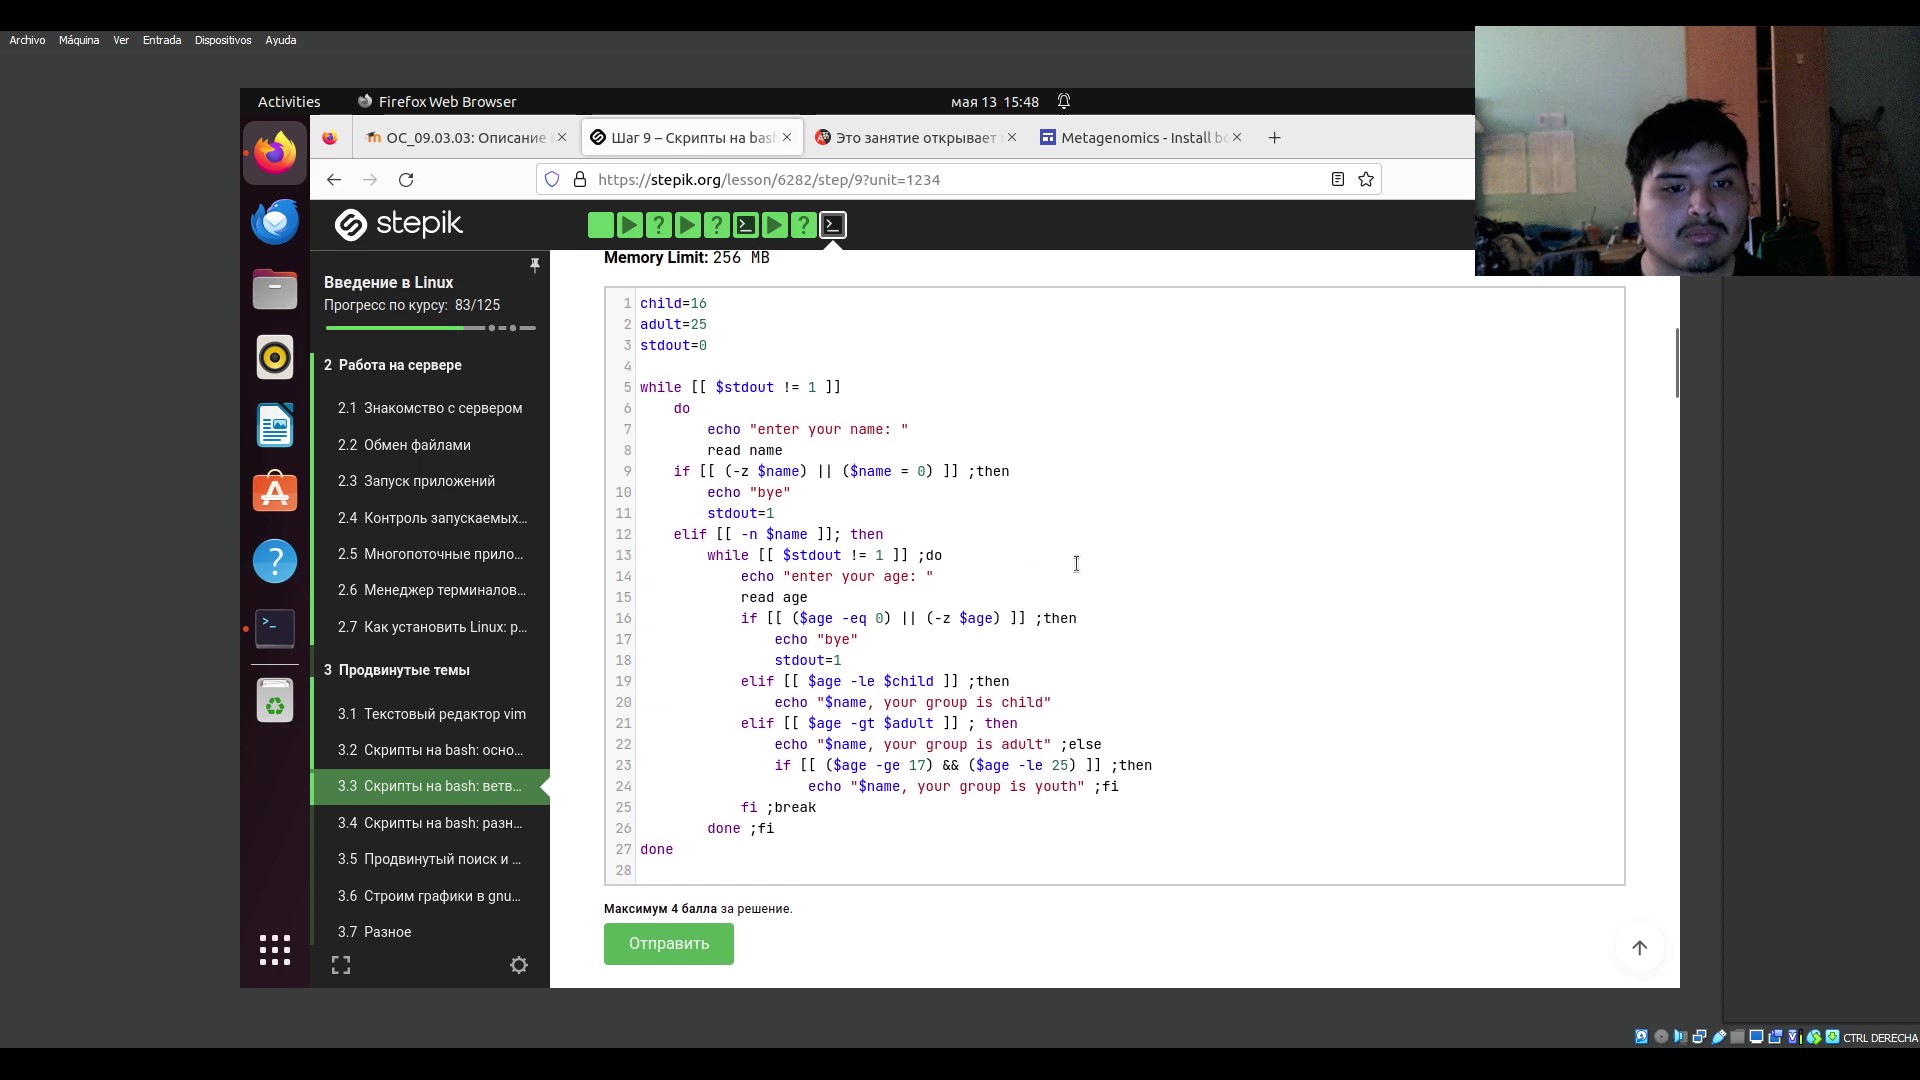 Archivo Máquina Ver Entrada Dispositivos Ayuda
Activities Firefox Web Browser мая 13 15:48
ОС_09.03.03: Описание
Шаг 9 – Скрипты на bash
Это занятие открывает
Metagenomics - Install bc
https://stepik.org/lesson/6282/step/9?unit=1234
stepik
Введение в Linux
Прогресс по курсу: 83/125
2 Работа на сервере
2.1 Знакомство с сервером
2.2 Обмен файлами
2.3 Запуск приложений
2.4 Контроль запускаемых...
2.5 Многопоточные прило...
2.6 Менеджер терминалов...
2.7 Как установить Linux: р...
3 Продвинутые темы
3.1 Текстовый редактор vim
3.2 Скрипты на bash: осно...
3.3 Скрипты на bash: ветв...
3.4 Скрипты на bash: разн...
3.5 Продвинутый поиск и ...
3.6 Строим графики в gnu...
3.7 Разное
Memory Limit: 256 MB
1 child=16
2 adult=25
3 stdout=0
4
5 while [[ $stdout != 1 ]]
6 do
7 echo "enter your name: "
8 read name
9 if [[ (-z $name) || ($name = 0) ]] ;then
10 echo "bye"
11 stdout=1
12 elif [[ -n $name ]]; then
13 while [[ $stdout != 1 ]] ;do
14 echo "enter your age: "
15 read age
16 if [[ ($age -eq 0) || (-z $age) ]] ;then
17 echo "bye"
18 stdout=1
19 elif [[ $age -le $child ]] ;then
20 echo "$name, your group is child"
21 elif [[ $age -gt $adult ]] ; then
22 echo "$name, your group is adult" ;else
23 if [[ ($age -ge 17) && ($age -le 25) ]] ;then
24 echo "$name, your group is youth" ;fi
25 fi ;break
26 done ;fi
27 done
28
Максимум 4 балла за решение.
Отправить
CTRL DERECHA